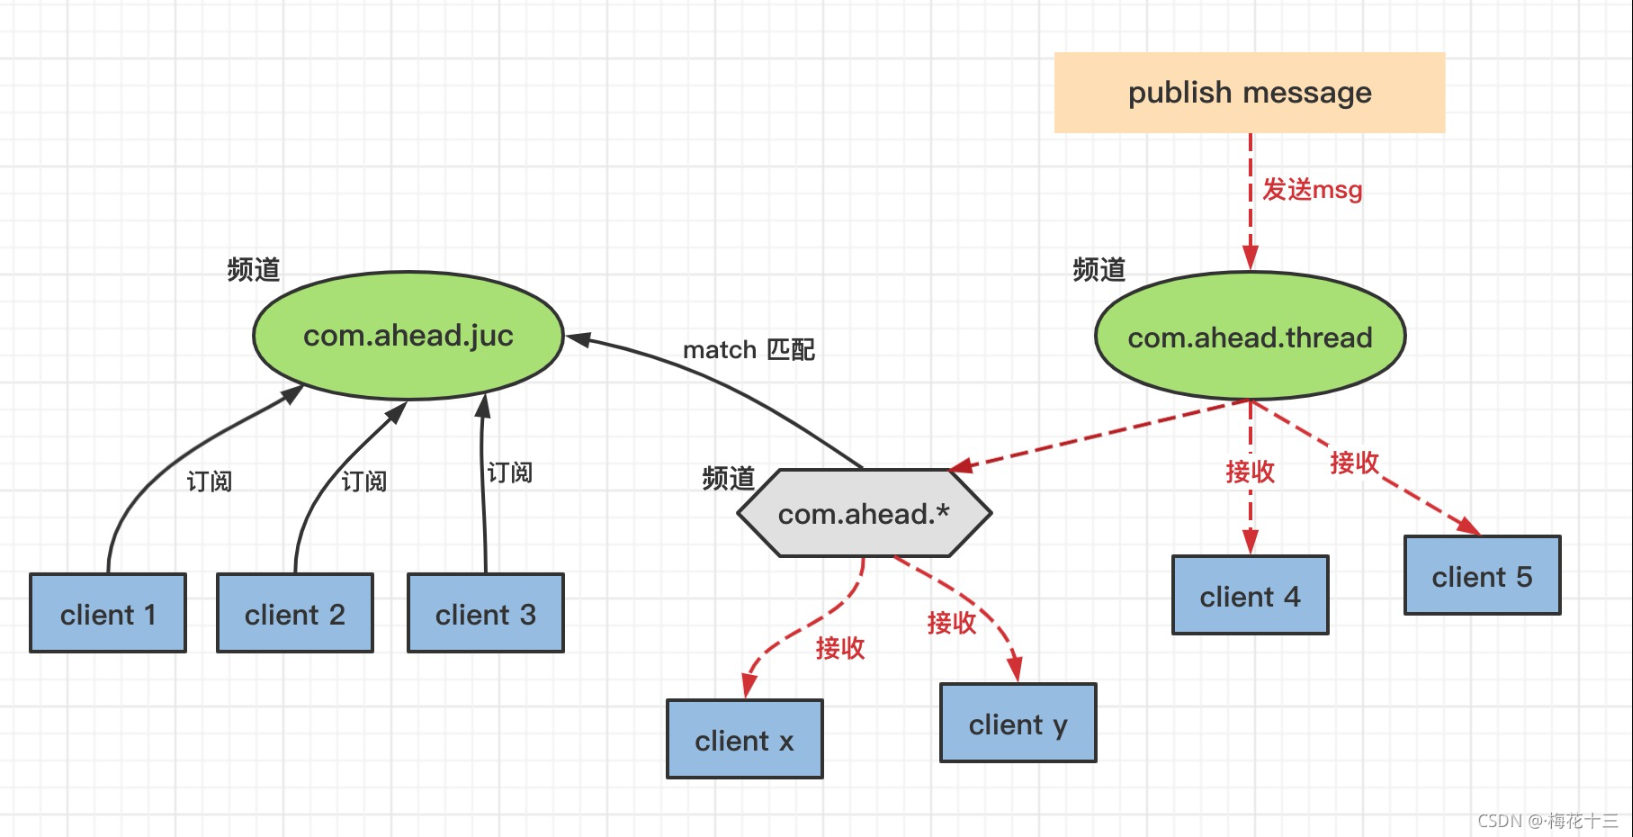 publish message
发送msg
频道
频道
com.ahead.juc
com.ahead.thread
match 匹配
订阅
订阅
订阅
频道
com.ahead.*
接收
接收
client 1
client 2
client 3
接收
接收
client 4
client 5
client x
client y
CSDN @·梅花十三